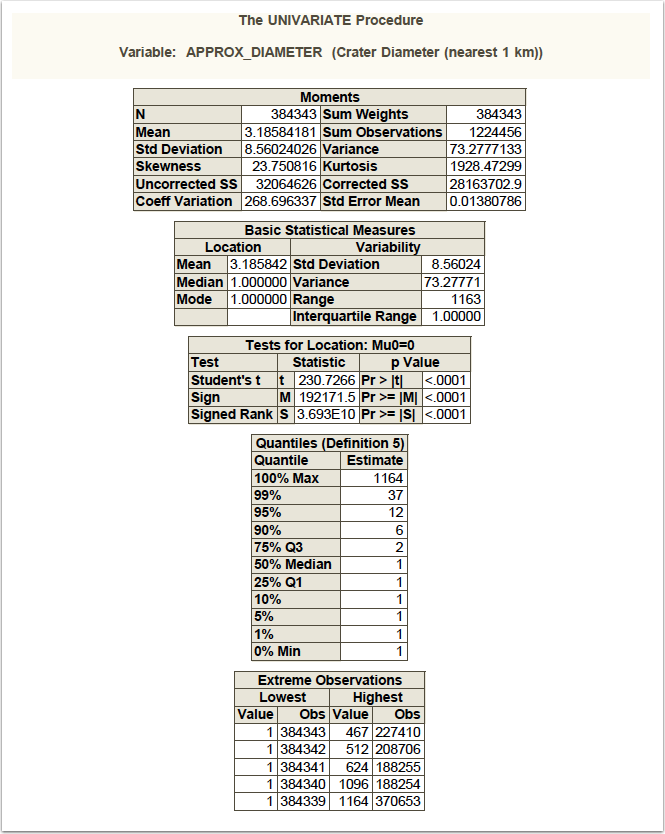 The UNIVARIATE Procedure
Variable: APPROX_DIAMETER (Crater Diameter (nearest 1 km))
Moments
N 384343 Sum Weights 384343
Mean 3.18584181 Sum Observations 1224456
Std Deviation 8.56024026 Variance 73.2777133
Skewness 23.750816 Kurtosis 1928.47299
Uncorrected SS 32064626 Corrected SS 28163702.9
Coeff Variation 268.696337 Std Error Mean 0.01380786
Basic Statistical Measures
Location Variability
Mean 3.185842 Std Deviation 8.56024
Median 1.000000 Variance 73.27771
Mode 1.000000 Range 1163
Interquartile Range 1.00000
Tests for Location: Mu0=0
Test Statistic p Value
Student's t t 230.7266 Pr > |t| <.0001
Sign M 192171.5 Pr >= |M| <.0001
Signed Rank S 3.693E10 Pr >= |S| <.0001
Quantiles (Definition 5)
Quantile Estimate
100% Max 1164
99% 37
95% 12
90% 6
75% Q3 2
50% Median 1
25% Q1 1
10% 1
5% 1
1% 1
0% Min 1
Extreme Observations
Lowest Highest
Value Obs Value Obs
1 384343 467 227410
1 384342 512 208706
1 384341 624 188255
1 384340 1096 188254
1 384339 1164 370653